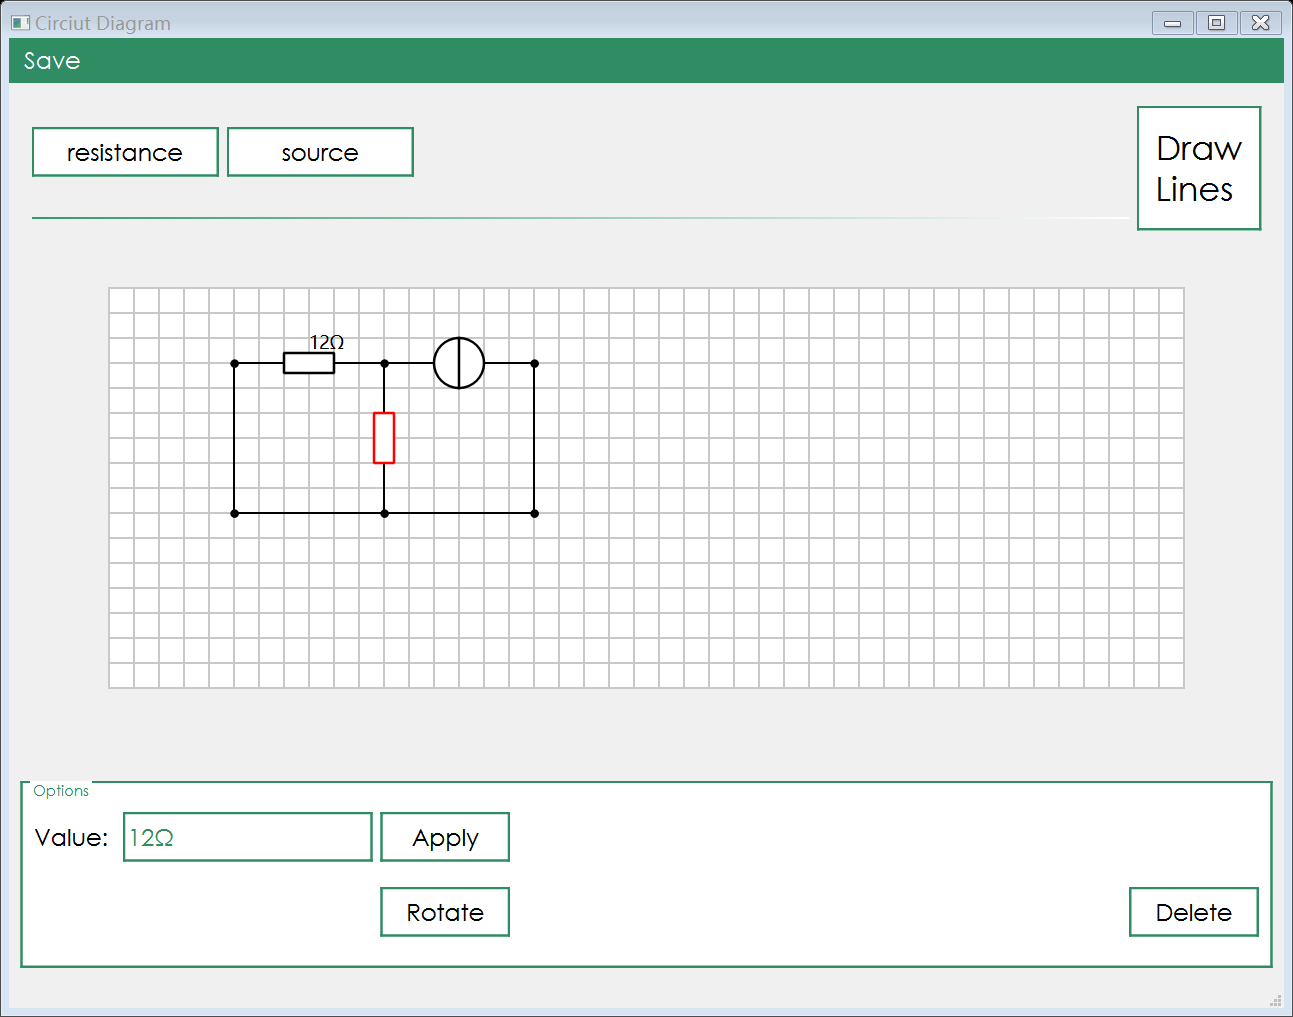 Circiut Diagram
Save
resistance
source
Draw
Lines
12Ω
Options
Value:
12Ω
Apply
Rotate
Delete